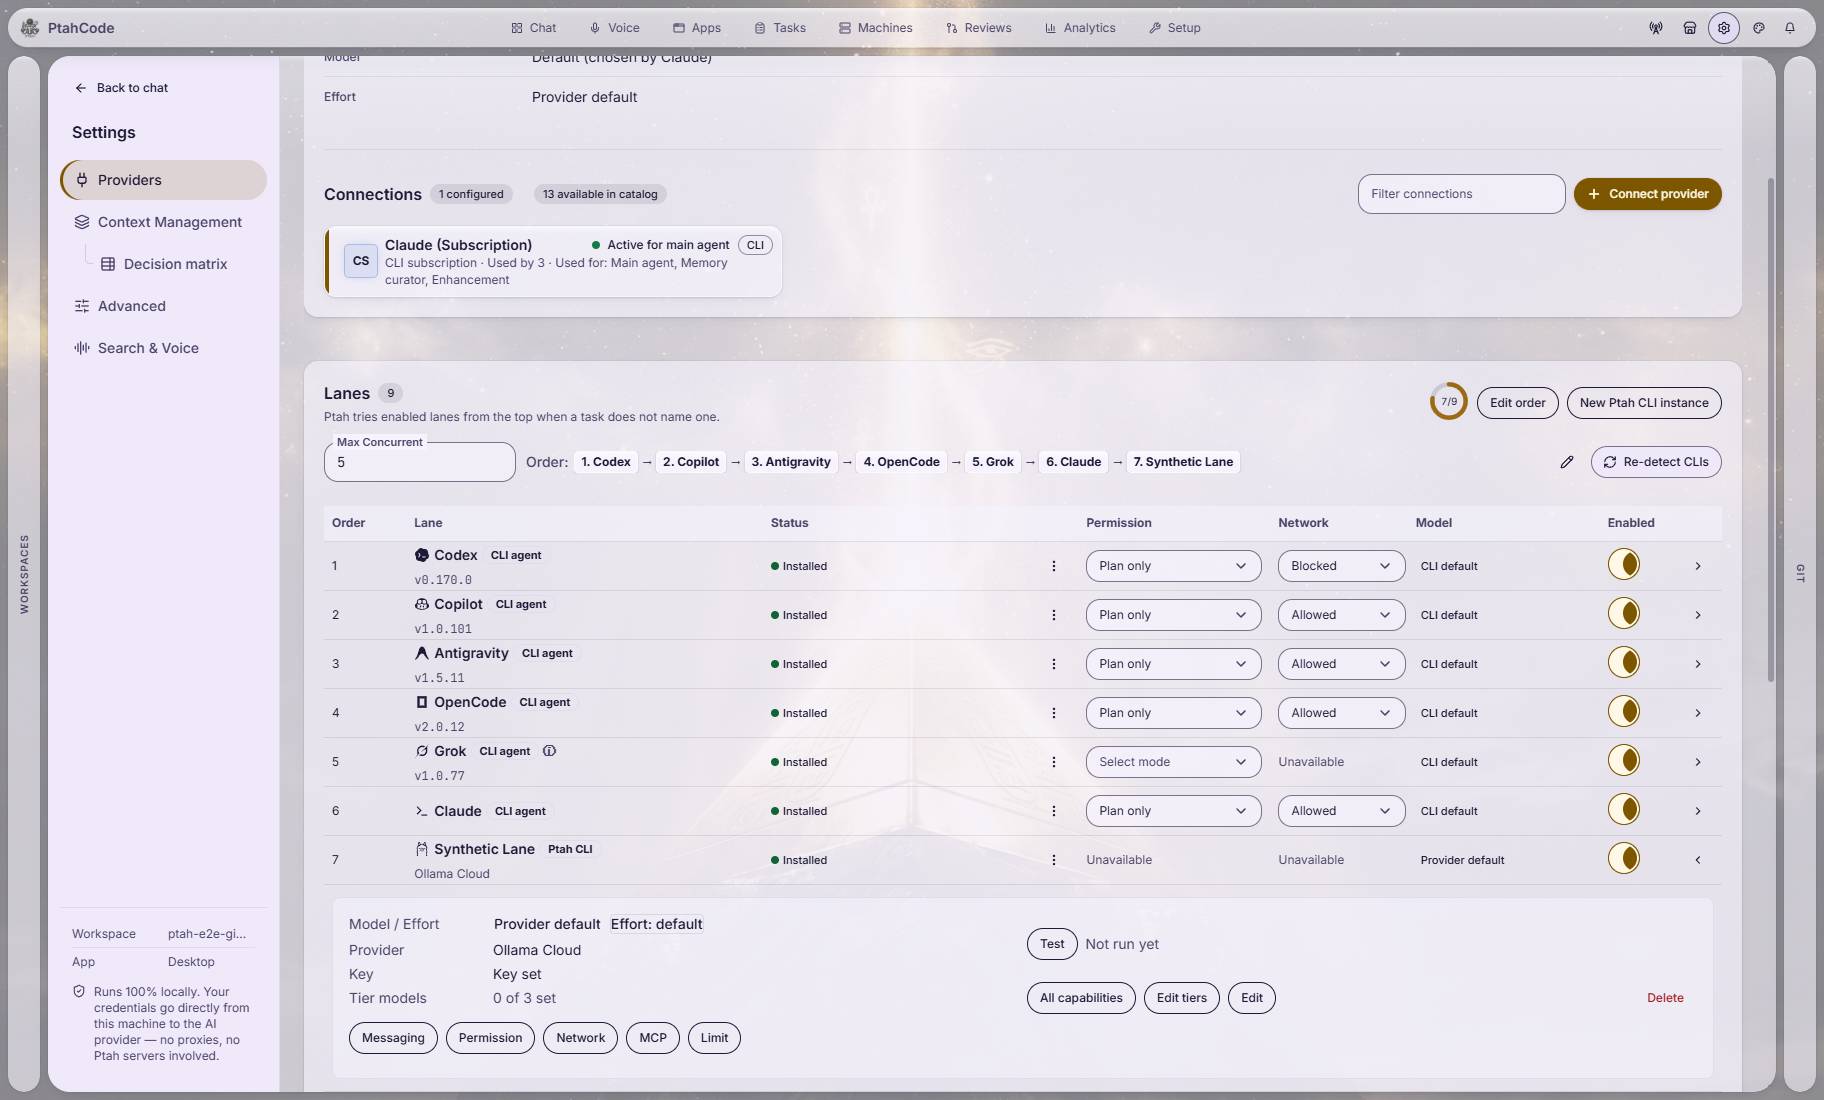 PtahCode
Chat
Voice
Apps
Tasks
Machines
Reviews
Analytics
Setup
WORKSPACES
Back to chat
Settings
Providers
Context Management
Decision matrix
Advanced
Search & Voice
Workspace ptah-e2e-gi...
App Desktop
Runs 100% locally. Your
credentials go directly from
this machine to the AI
provider — no proxies, no
Ptah servers involved.
Model Default (chosen by Claude)
Effort Provider default
Connections 1 configured 13 available in catalog
Filter connections
+ Connect provider
CS
Claude (Subscription) Active for main agent CLI
CLI subscription · Used by 3 · Used for: Main agent, Memory
curator, Enhancement
Lanes 9
Ptah tries enabled lanes from the top when a task does not name one.
7/9
Edit order
New Ptah CLI instance
Max Concurrent
5
Order: 1. Codex → 2. Copilot → 3. Antigravity → 4. OpenCode → 5. Grok → 6. Claude → 7. Synthetic Lane
Re-detect CLIs
Order Lane Status Permission Network Model Enabled
1 Codex CLI agent Installed Plan only Blocked CLI default
v0.170.0
2 Copilot CLI agent Installed Plan only Allowed CLI default
v1.0.101
3 Antigravity CLI agent Installed Plan only Allowed CLI default
v1.5.11
4 OpenCode CLI agent Installed Plan only Allowed CLI default
v2.0.12
5 Grok CLI agent Installed Select mode Unavailable CLI default
v1.0.77
6 Claude CLI agent Installed Plan only Allowed CLI default
7 Synthetic Lane Ptah CLI Installed Unavailable Unavailable Provider default
Ollama Cloud
Model / Effort Provider default Effort: default
Provider Ollama Cloud
Key Key set
Tier models 0 of 3 set
Messaging
Permission
Network
MCP
Limit
Test Not run yet
All capabilities
Edit tiers
Edit
Delete
GIT